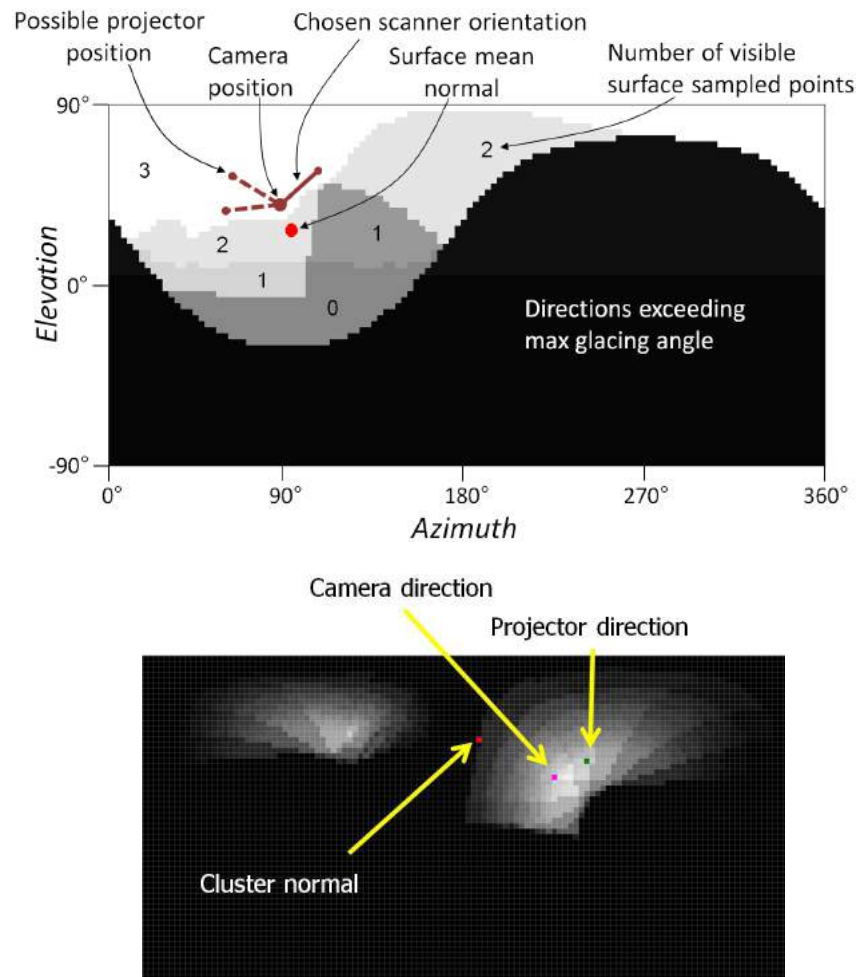 Possible projector
position
Camera
position
Chosen scanner orientation
Surface mean
normal
Number of visible
surface sampled points
90°
3
2
2
1
1
0
0°
Directions exceeding
max glacing angle
-90°
Elevation
0°
90°
180°
270°
360°
Azimuth
Camera direction
Projector direction
Cluster normal